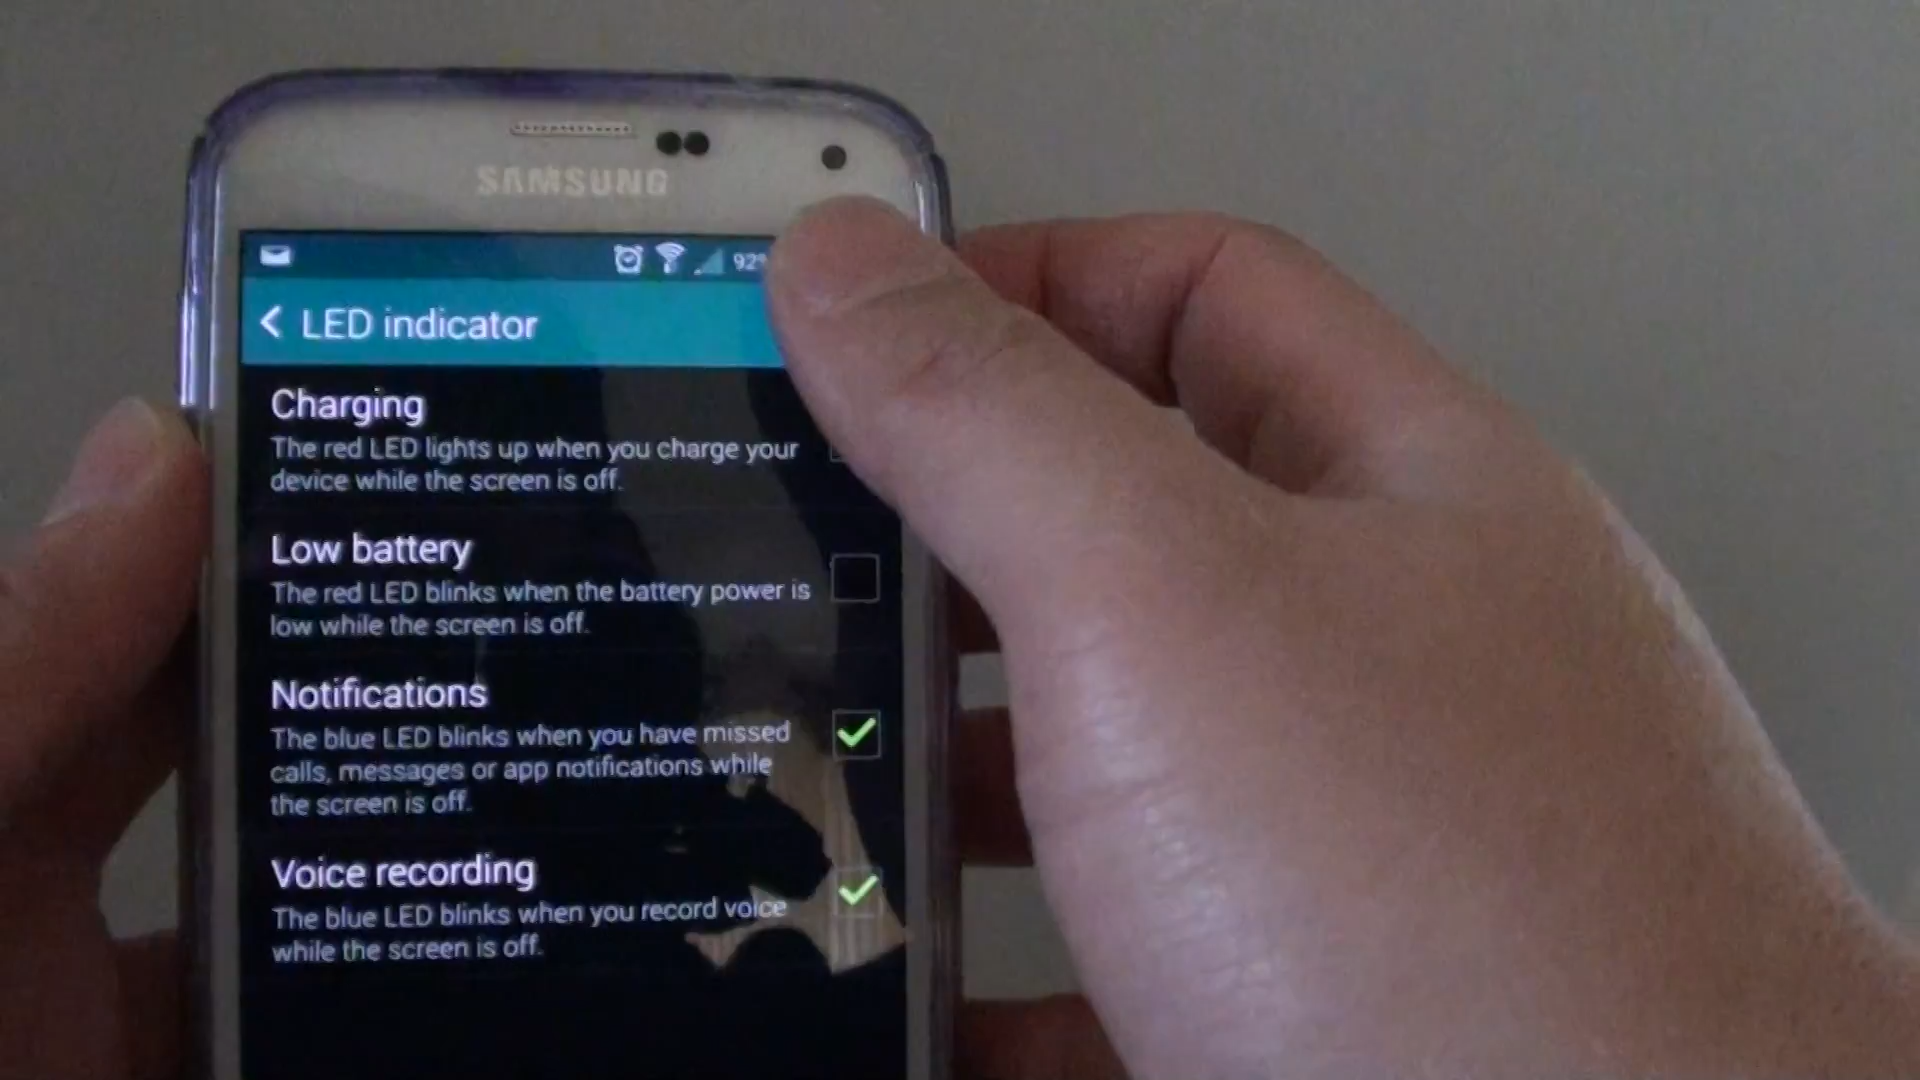 SAMSUNG
92%
LED indicator
Charging
The red LED lights up when you charge your
device while the screen is off.
Low battery
The red LED blinks when the battery power is
low while the screen is off.
Notifications
The blue LED blinks when you have missed
calls, messages or app notifications while
the screen is off.
Voice recording
The blue LED blinks when you record voice
while the screen is off.